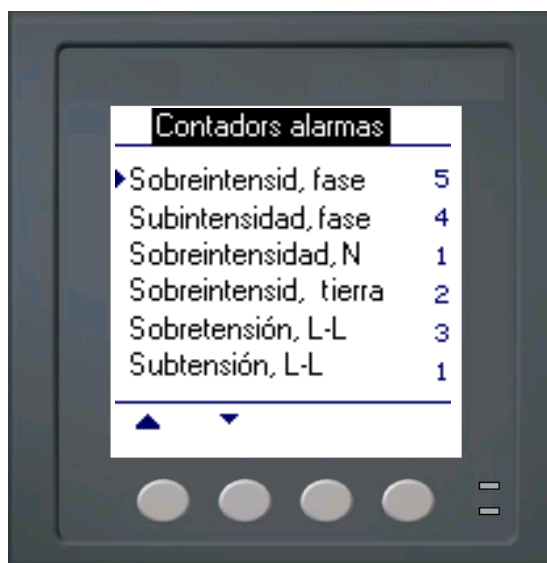 Contadors alarmas
Sobreintensid, fase 5
Subintensidad, fase 4
Sobreintensidad, N 1
Sobreintensid, tierra 2
Sobretensión, L-L 3
Subtensión, L-L 1